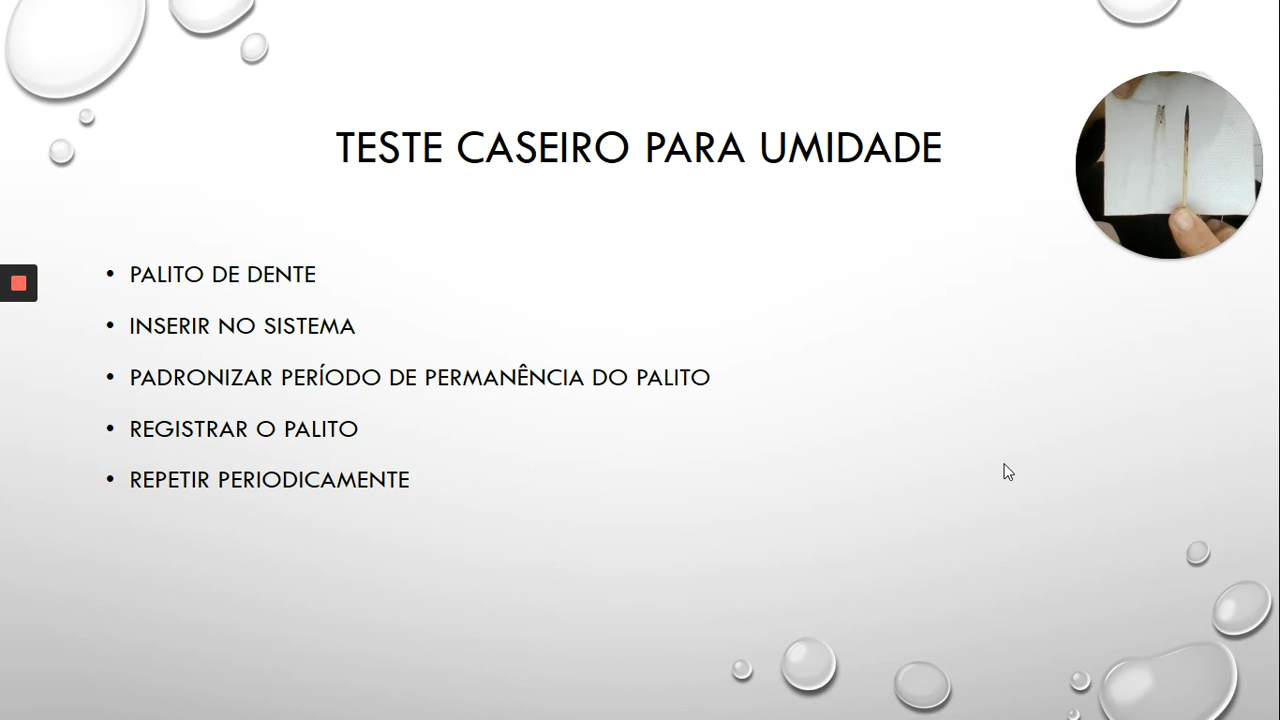 TESTE CASEIRO PARA UMIDADE
• PALITO DE DENTE
• INSERIR NO SISTEMA
• PADRONIZAR PERÍODO DE PERMANÊNCIA DO PALITO
• REGISTRAR O PALITO
• REPETIR PERIODICAMENTE